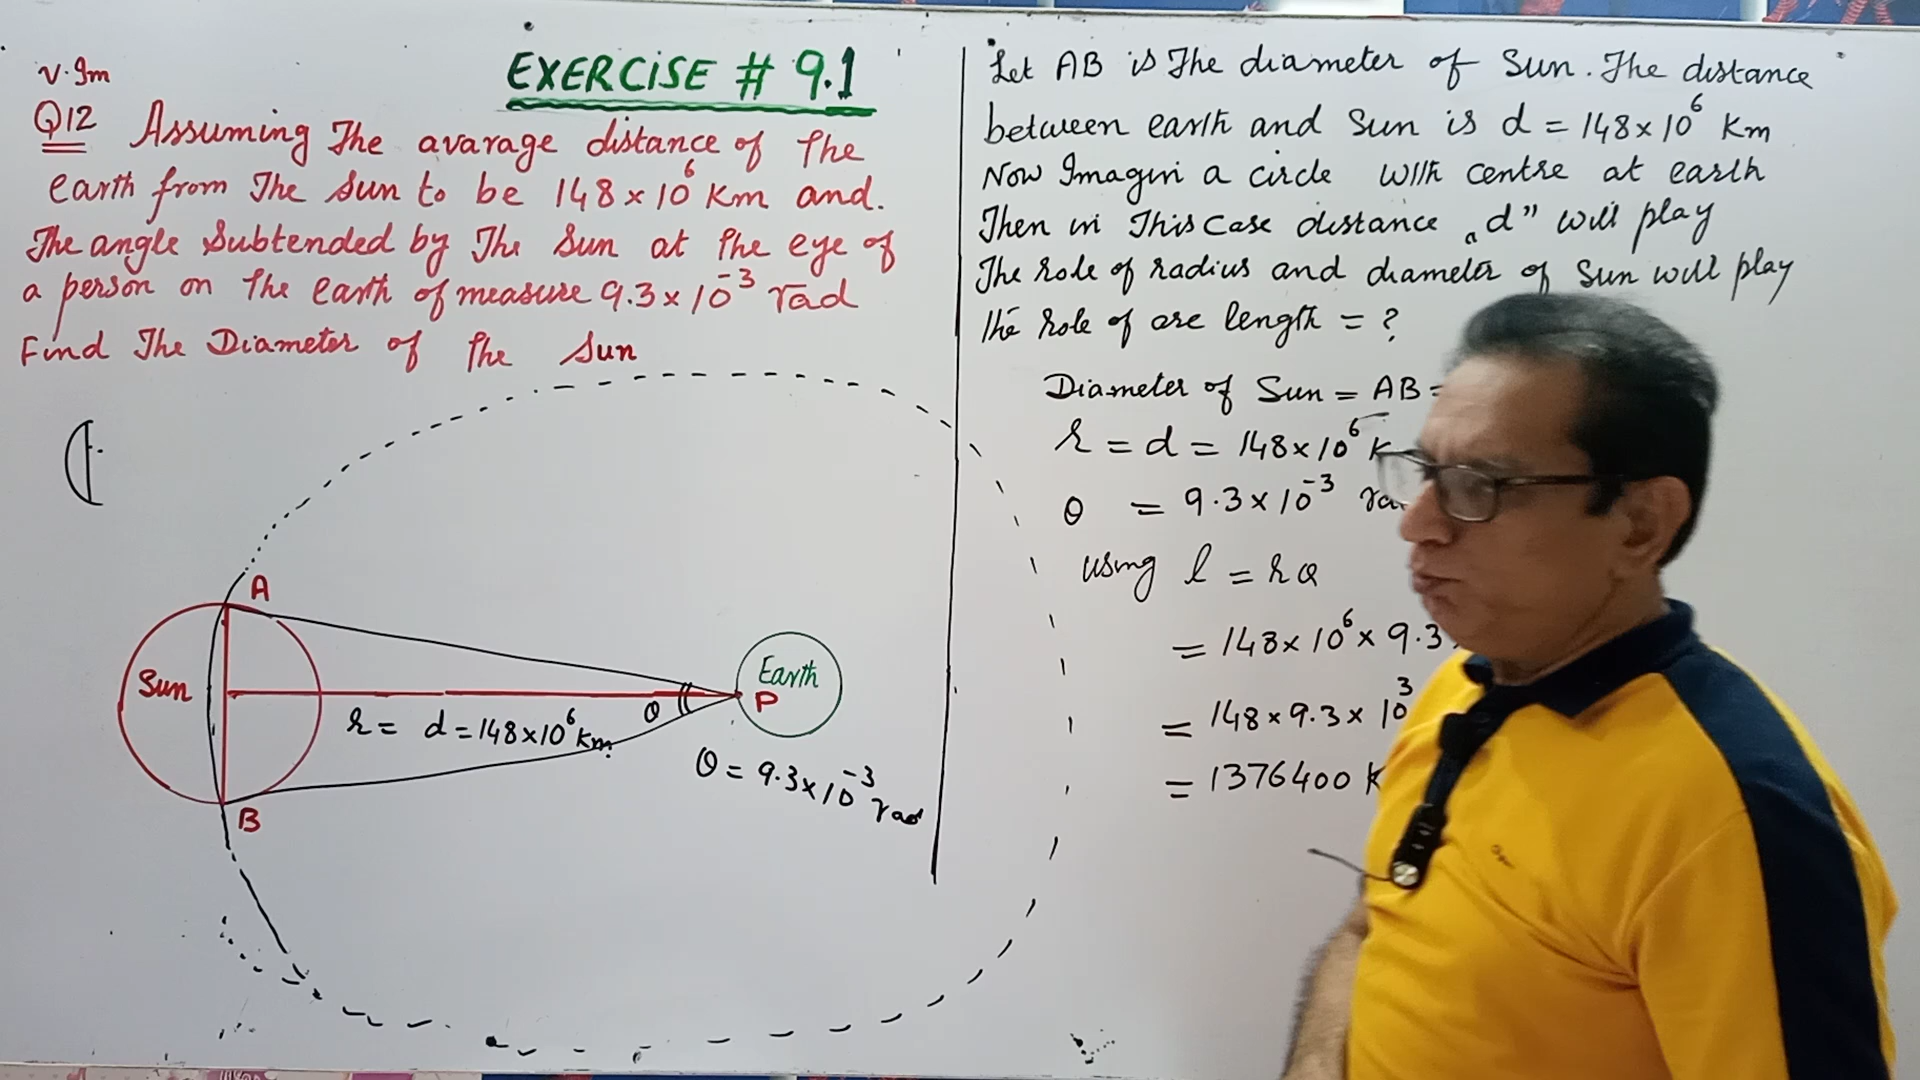 EXERCISE # 9.1
V.Im
Q12 Assuming The avarage distance of the
earth from The Sun to be 148 x 10⁶ Km and.
The angle Subtended by The Sun at the eye of
a person on the earth of measure 9.3 x 10⁻³ rad
Find The Diameter of the Sun
A
Sun
B
Earth
P
θ
r = d = 148 x 10⁶ km.
θ = 9.3 x 10⁻³ rad
Let AB is The diameter of Sun. The distance
between earth and Sun is d = 148 x 10⁶ Km
Now Imagin a circle with centre at earth
Then in This Case distance „d" will play
The role of radius and diameter of Sun will play
the role of arc length = ?
Diameter of Sun = AB =
r = d = 148 x 10⁶ K
θ = 9.3 x 10⁻³ ra
using l = rθ
= 148 x 10⁶ x 9.3
= 148 x 9.3 x 10³
= 1376400 K